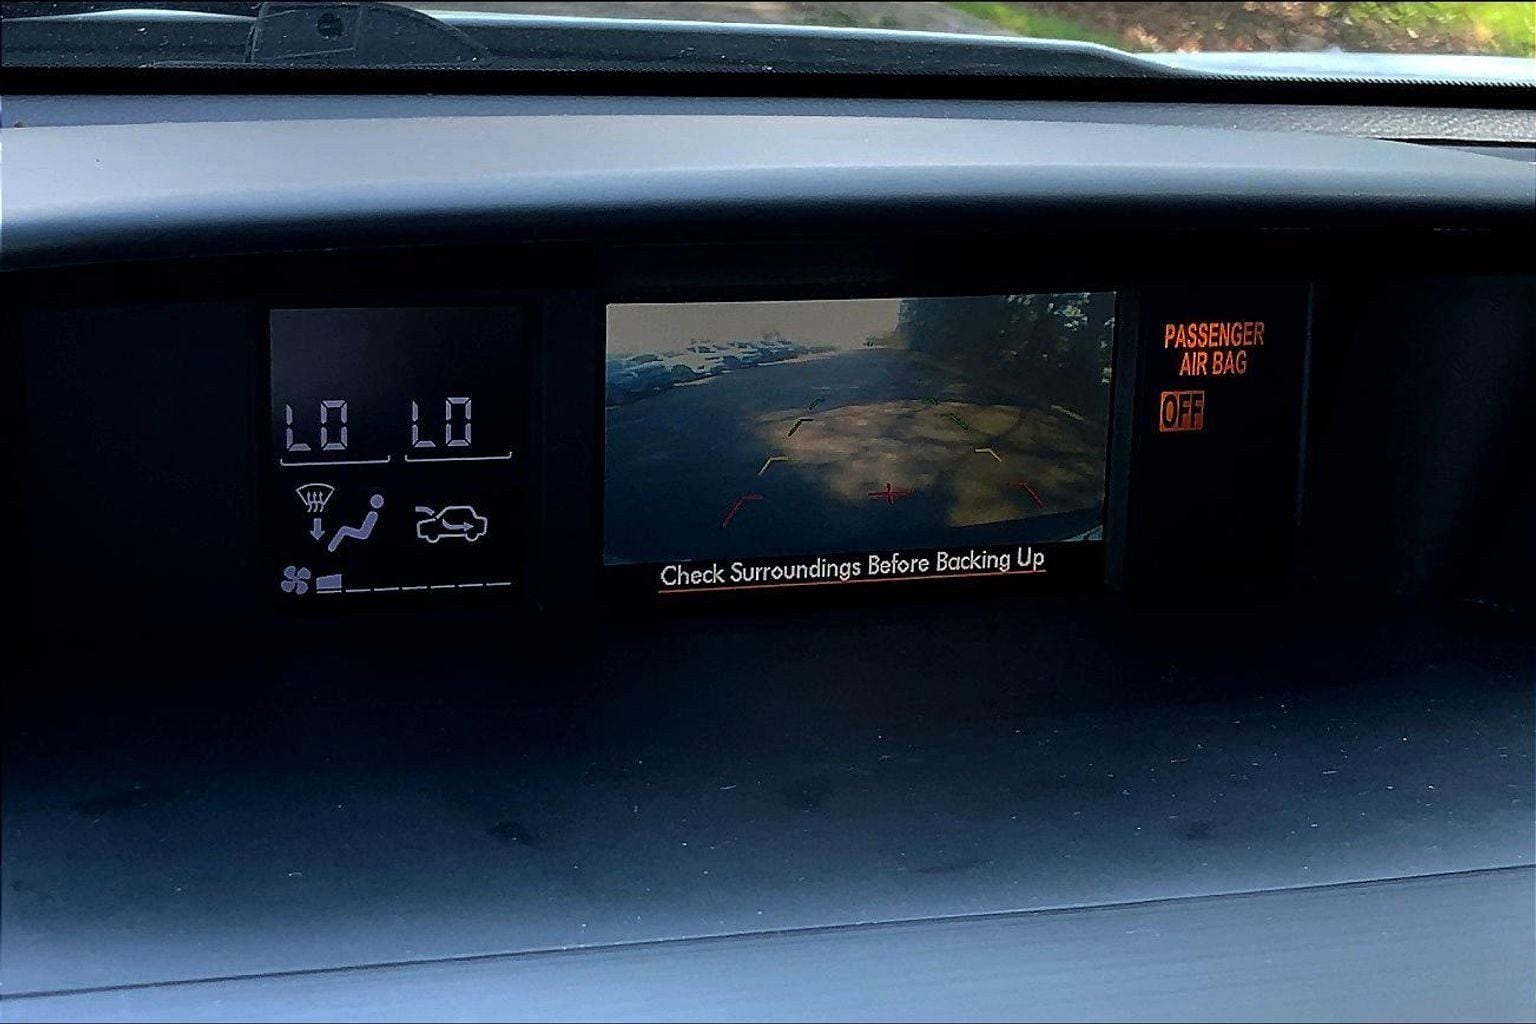 LO LO
Check Surroundings Before Backing Up
PASSENGER
AIR BAG
OFF